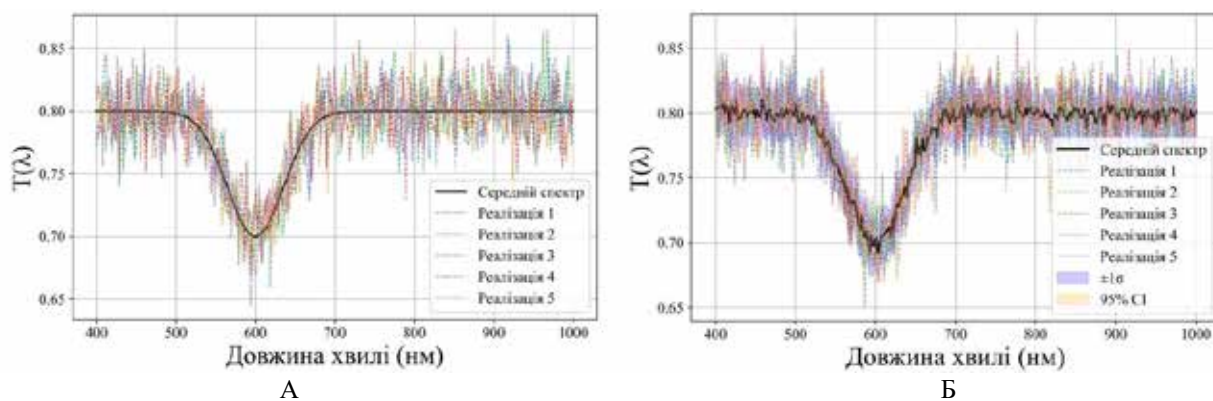 T(λ)
0.85
0.80
0.75
0.70
0.65
Середній спектр
Реалізація 1
Реалізація 2
Реалізація 3
Реалізація 4
Реалізація 5
400 500 600 700 800 900 1000
Довжина хвилі (нм)
А
T(λ)
0.85
0.80
0.75
0.70
0.65
Середній спектр
Реалізація 1
Реалізація 2
Реалізація 3
Реалізація 4
Реалізація 5
±1σ
95% CI
400 500 600 700 800 900 1000
Довжина хвилі (нм)
Б